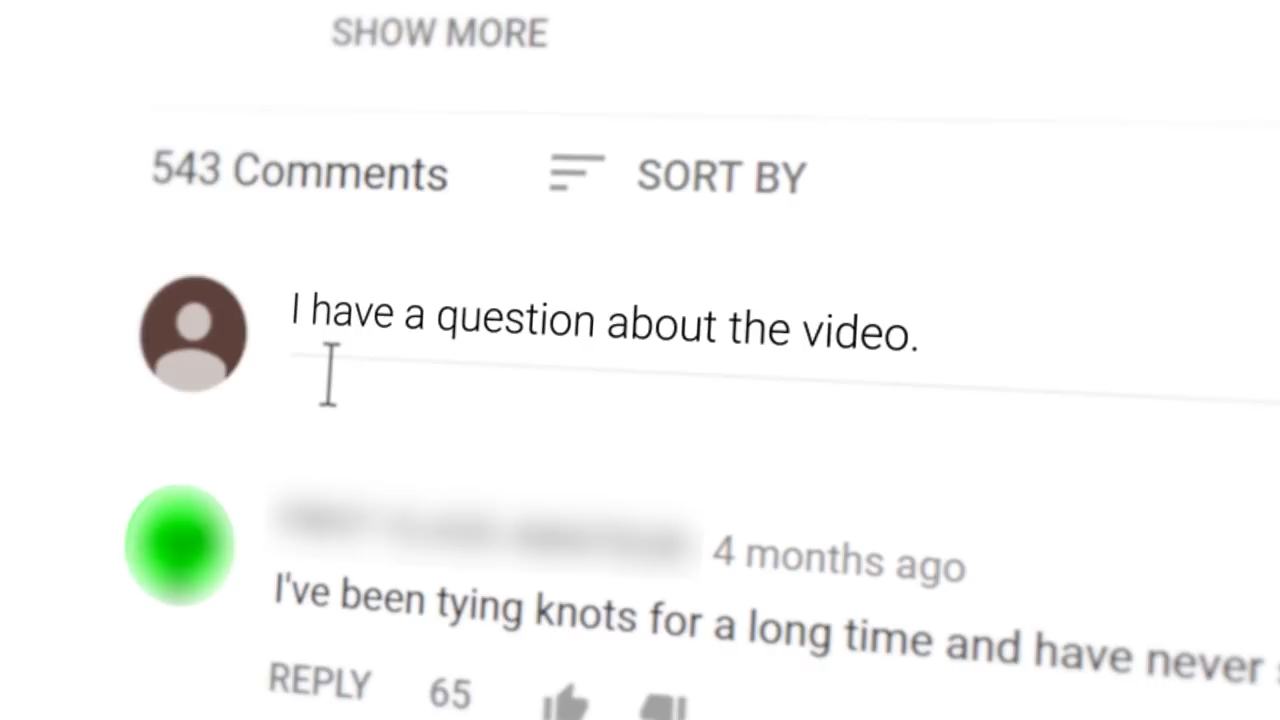 SHOW MORE
543 Comments SORT BY
I have a question about the video.
4 months ago
I've been tying knots for a long time and have never
REPLY 65